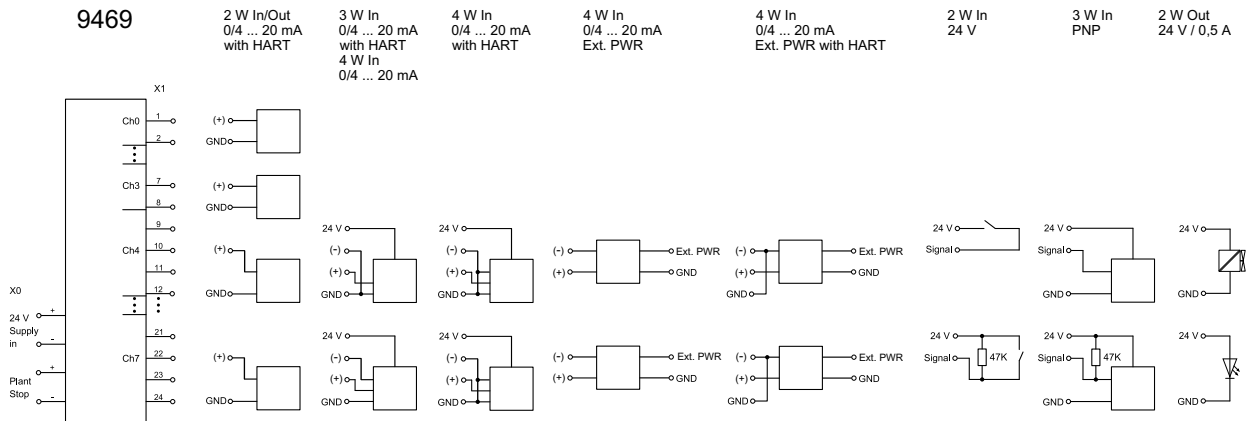 9469
2 W In/Out
0/4 ... 20 mA
with HART
3 W In
0/4 ... 20 mA
with HART
4 W In
0/4 ... 20 mA
4 W In
0/4 ... 20 mA
with HART
4 W In
0/4 ... 20 mA
Ext. PWR
4 W In
0/4 ... 20 mA
Ext. PWR with HART
2 W In
24 V
3 W In
PNP
2 W Out
24 V / 0,5 A
X1
Ch0 1 (+)
2 GND
Ch3 7 (+)
8 GND
9 24 V 24 V 24 V 24 V 24 V
Ch4 10 (+) (-) (-) (-) Ext. PWR (-) Ext. PWR Signal Signal
11 (+) (+) (+) GND (+) GND
12 GND GND GND GND GND GND
X0
24 V +
Supply
in -
Plant +
Stop -
21 24 V 24 V 24 V 24 V 24 V
Ch7 22 (+) (-) (-) (-) Ext. PWR (-) Ext. PWR Signal 47K Signal 47K
23 (+) (+) (+) GND (+) GND
24 GND GND GND GND GND GND